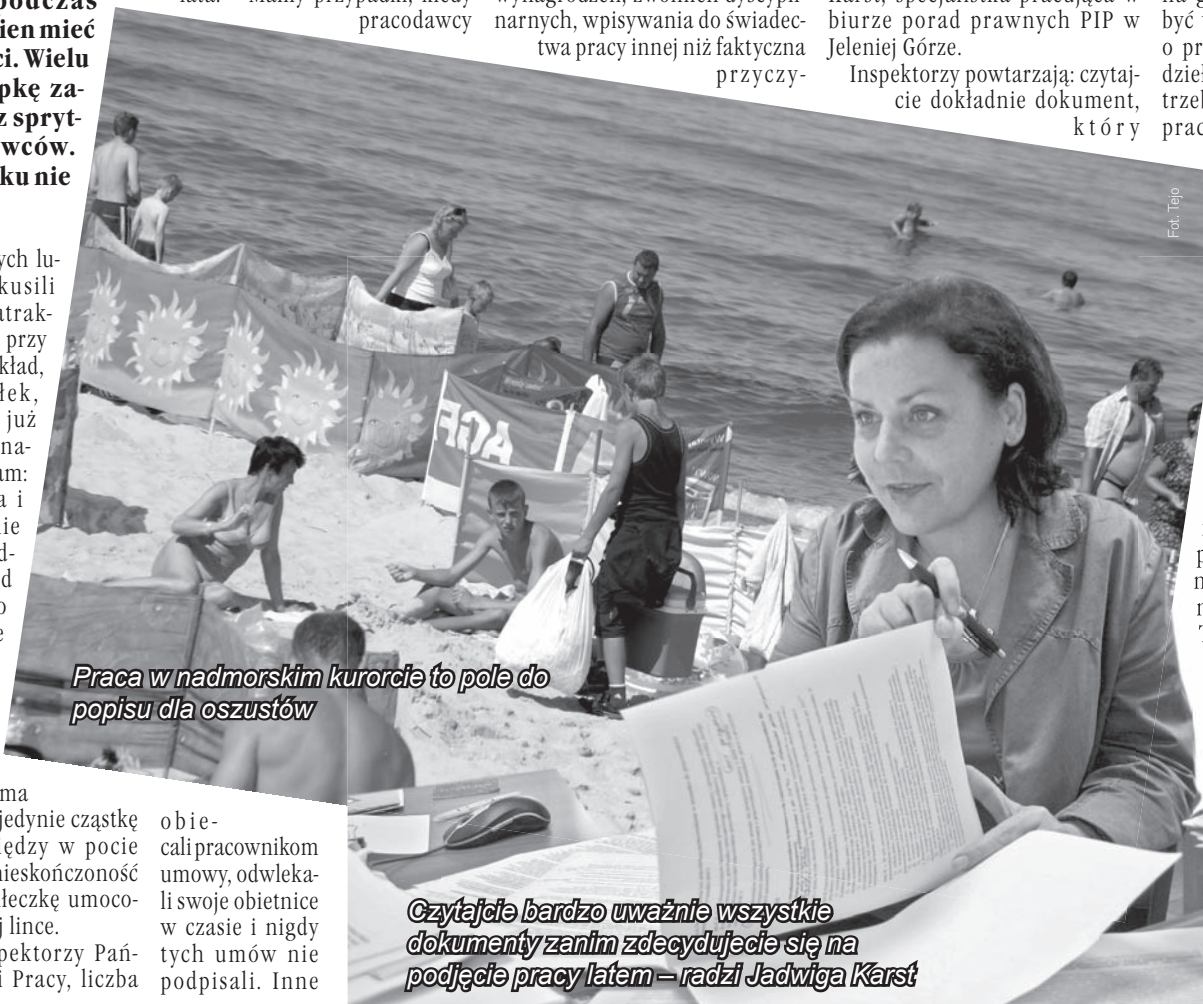 podczas
ien mieć
ci. Wielu
pkę za-
z spryt-
wców.
ku nie
ych lu-
kusili
atrak-
przy
kład,
łek,
już
na-
am:
a i
nie
d-
d
o
e
ma
jedynie cząstkę
iędzy w pocie
nieskończoność
łeczkę umoco-
j lince.
pektorzy Pań-
i Pracy, liczba
lata.
Mamy przypadki, kiedy
pracodawcy
obie-
cali pracownikom
umowy, odwleka-
li swoje obietnice
w czasie i nigdy
tych umów nie
podpisali. Inne
wynagrodzeń, zwolnień dyscypli-
narnych, wpisywania do świadec-
twa pracy innej niż faktyczna
przyczy-
Karst, specjalistka pracująca w
biurze porad prawnych PIP w
Jeleniej Górze.
Inspektorzy powtarzają: czytaj-
cie dokładnie dokument,
który
być
o pr
dzieł
trzeb
prac
Fot. Tejo
AGF
Praca w nadmorskim kurorcie to pole do
popisu dla oszustów
Czytajcie bardzo uważnie wszystkie
dokumenty zanim zdecydujecie się na
podjęcie pracy latem – radzi Jadwiga Karst